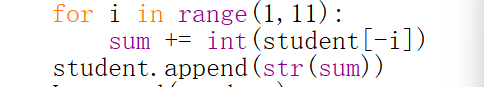 for i in range(1,11):
    sum += int(student[-i])
student.append(str(sum))